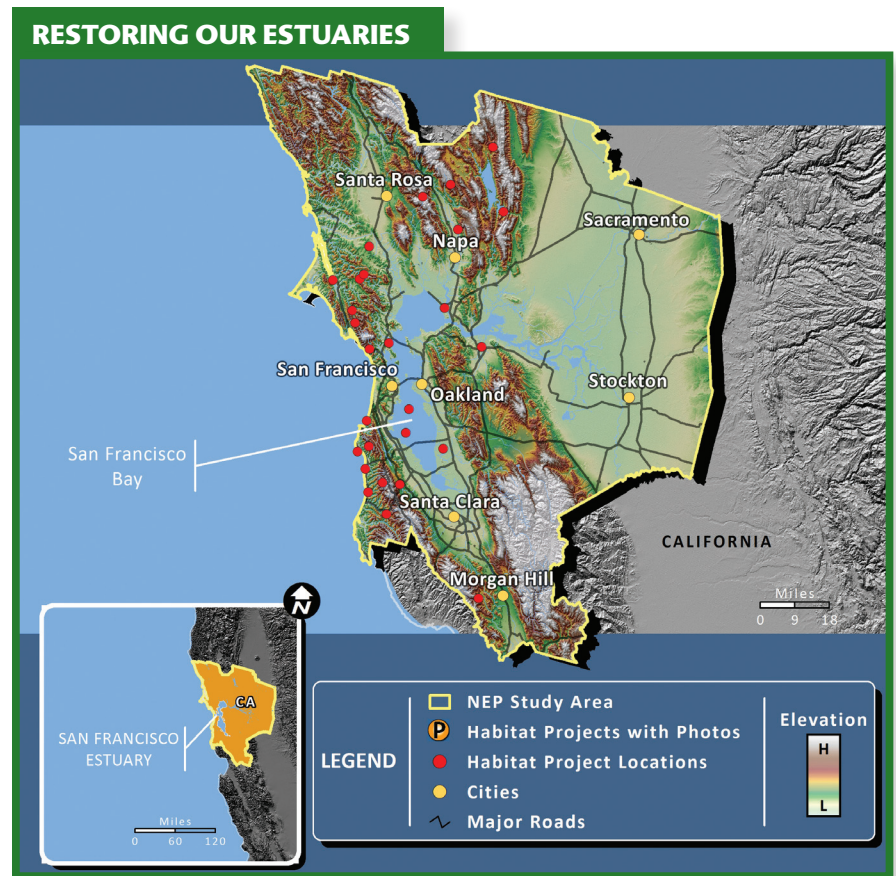 RESTORING OUR ESTUARIES
Santa Rosa
Napa
Sacramento
San Francisco
Oakland
Stockton
San Francisco
Bay
Santa Clara
CALIFORNIA
Morgan Hill
Miles
0 9 18
N
CA
SAN FRANCISCO
ESTUARY
Miles
0 60 120
LEGEND
NEP Study Area
P Habitat Projects with Photos
Habitat Project Locations
Cities
Major Roads
Elevation
H
L